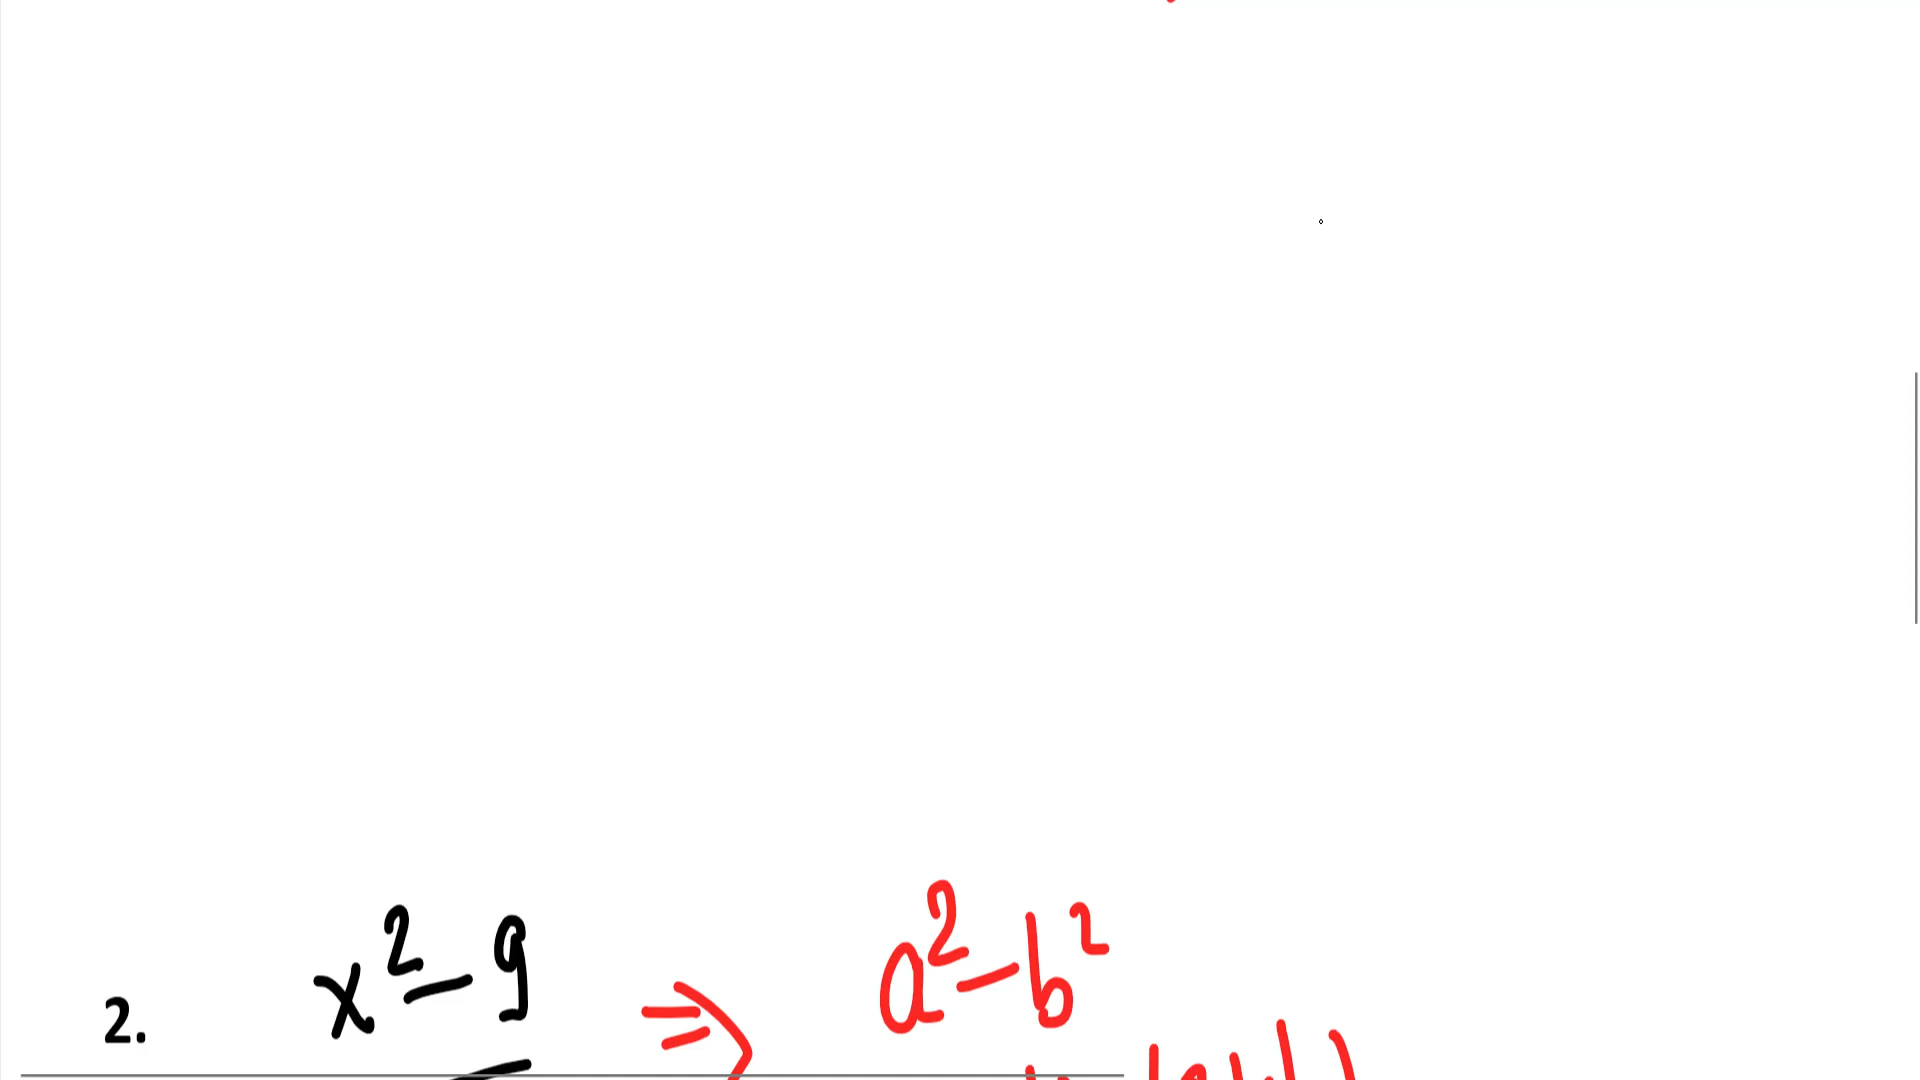 2. x² - 9 ⇒ a² - b²